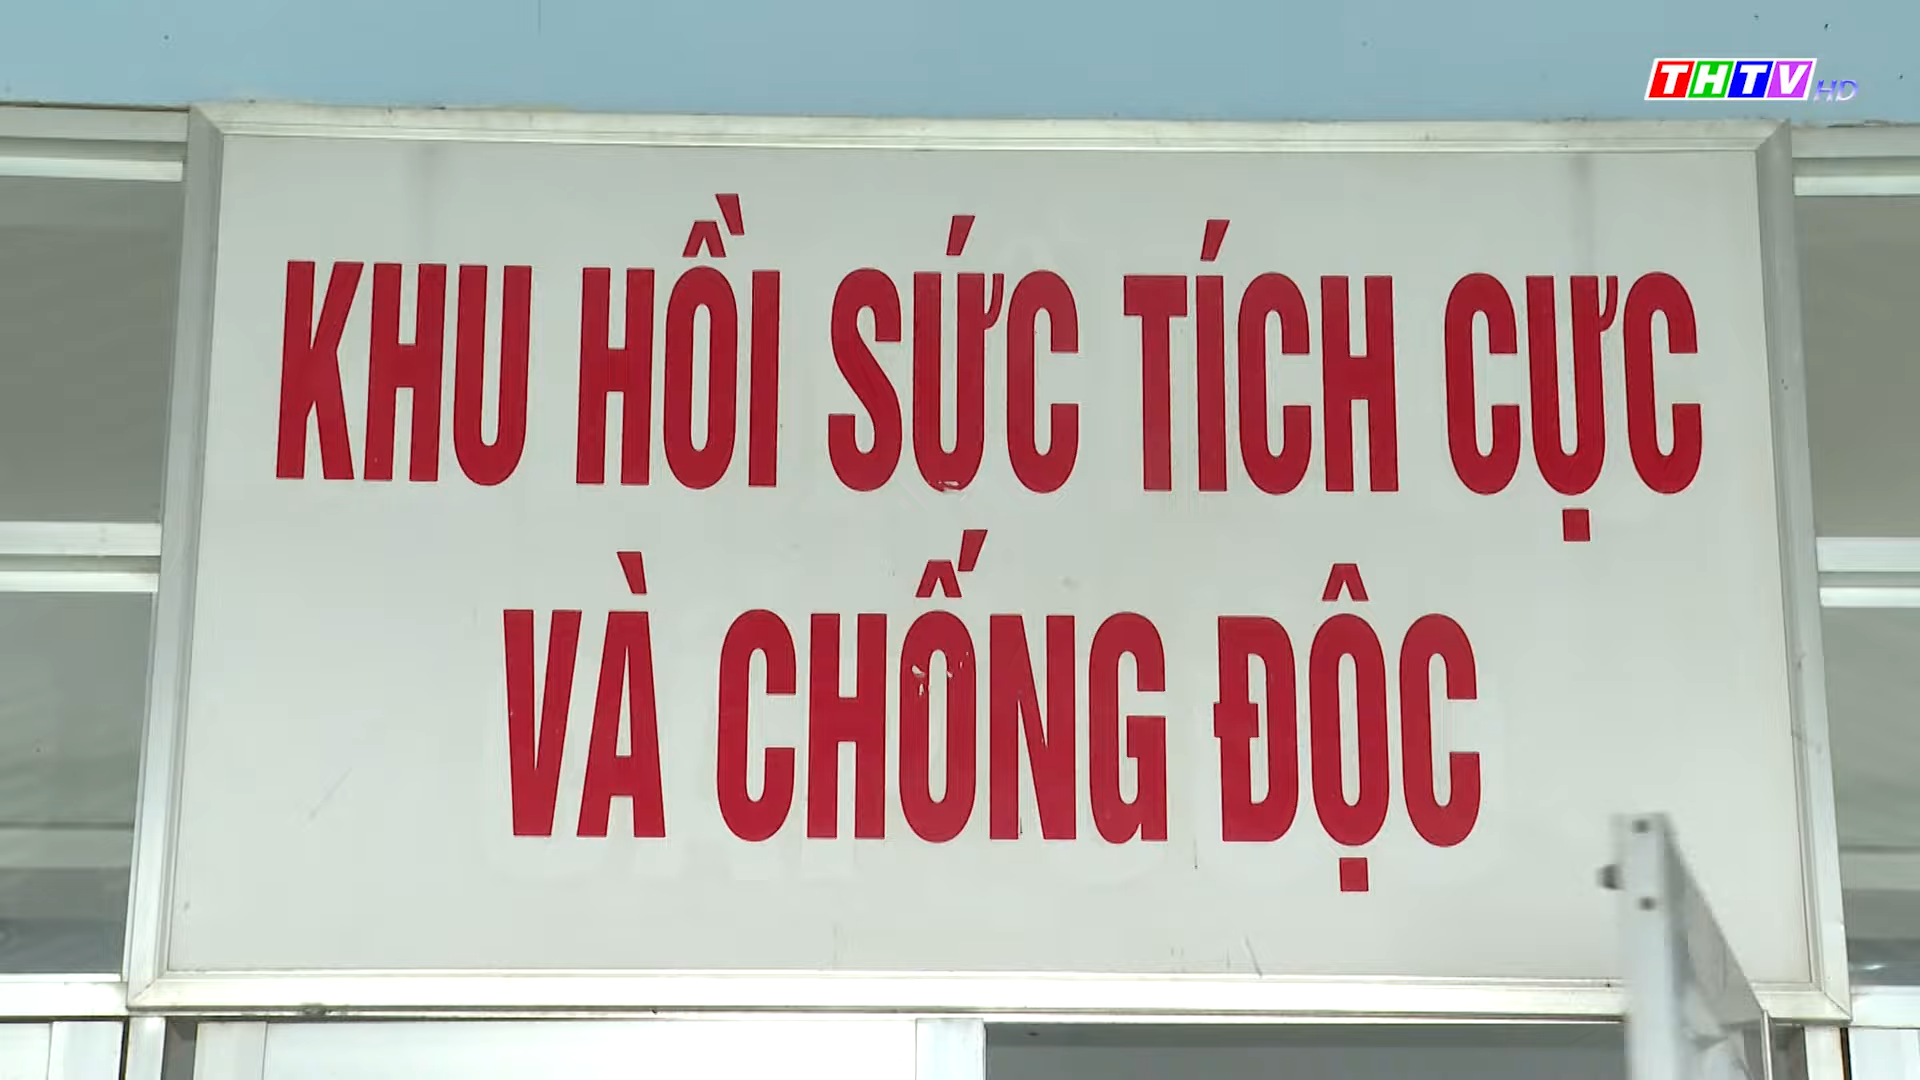 THTV HD
KHU HỒI SỨC TÍCH CỰC
VÀ CHỐNG ĐỘC